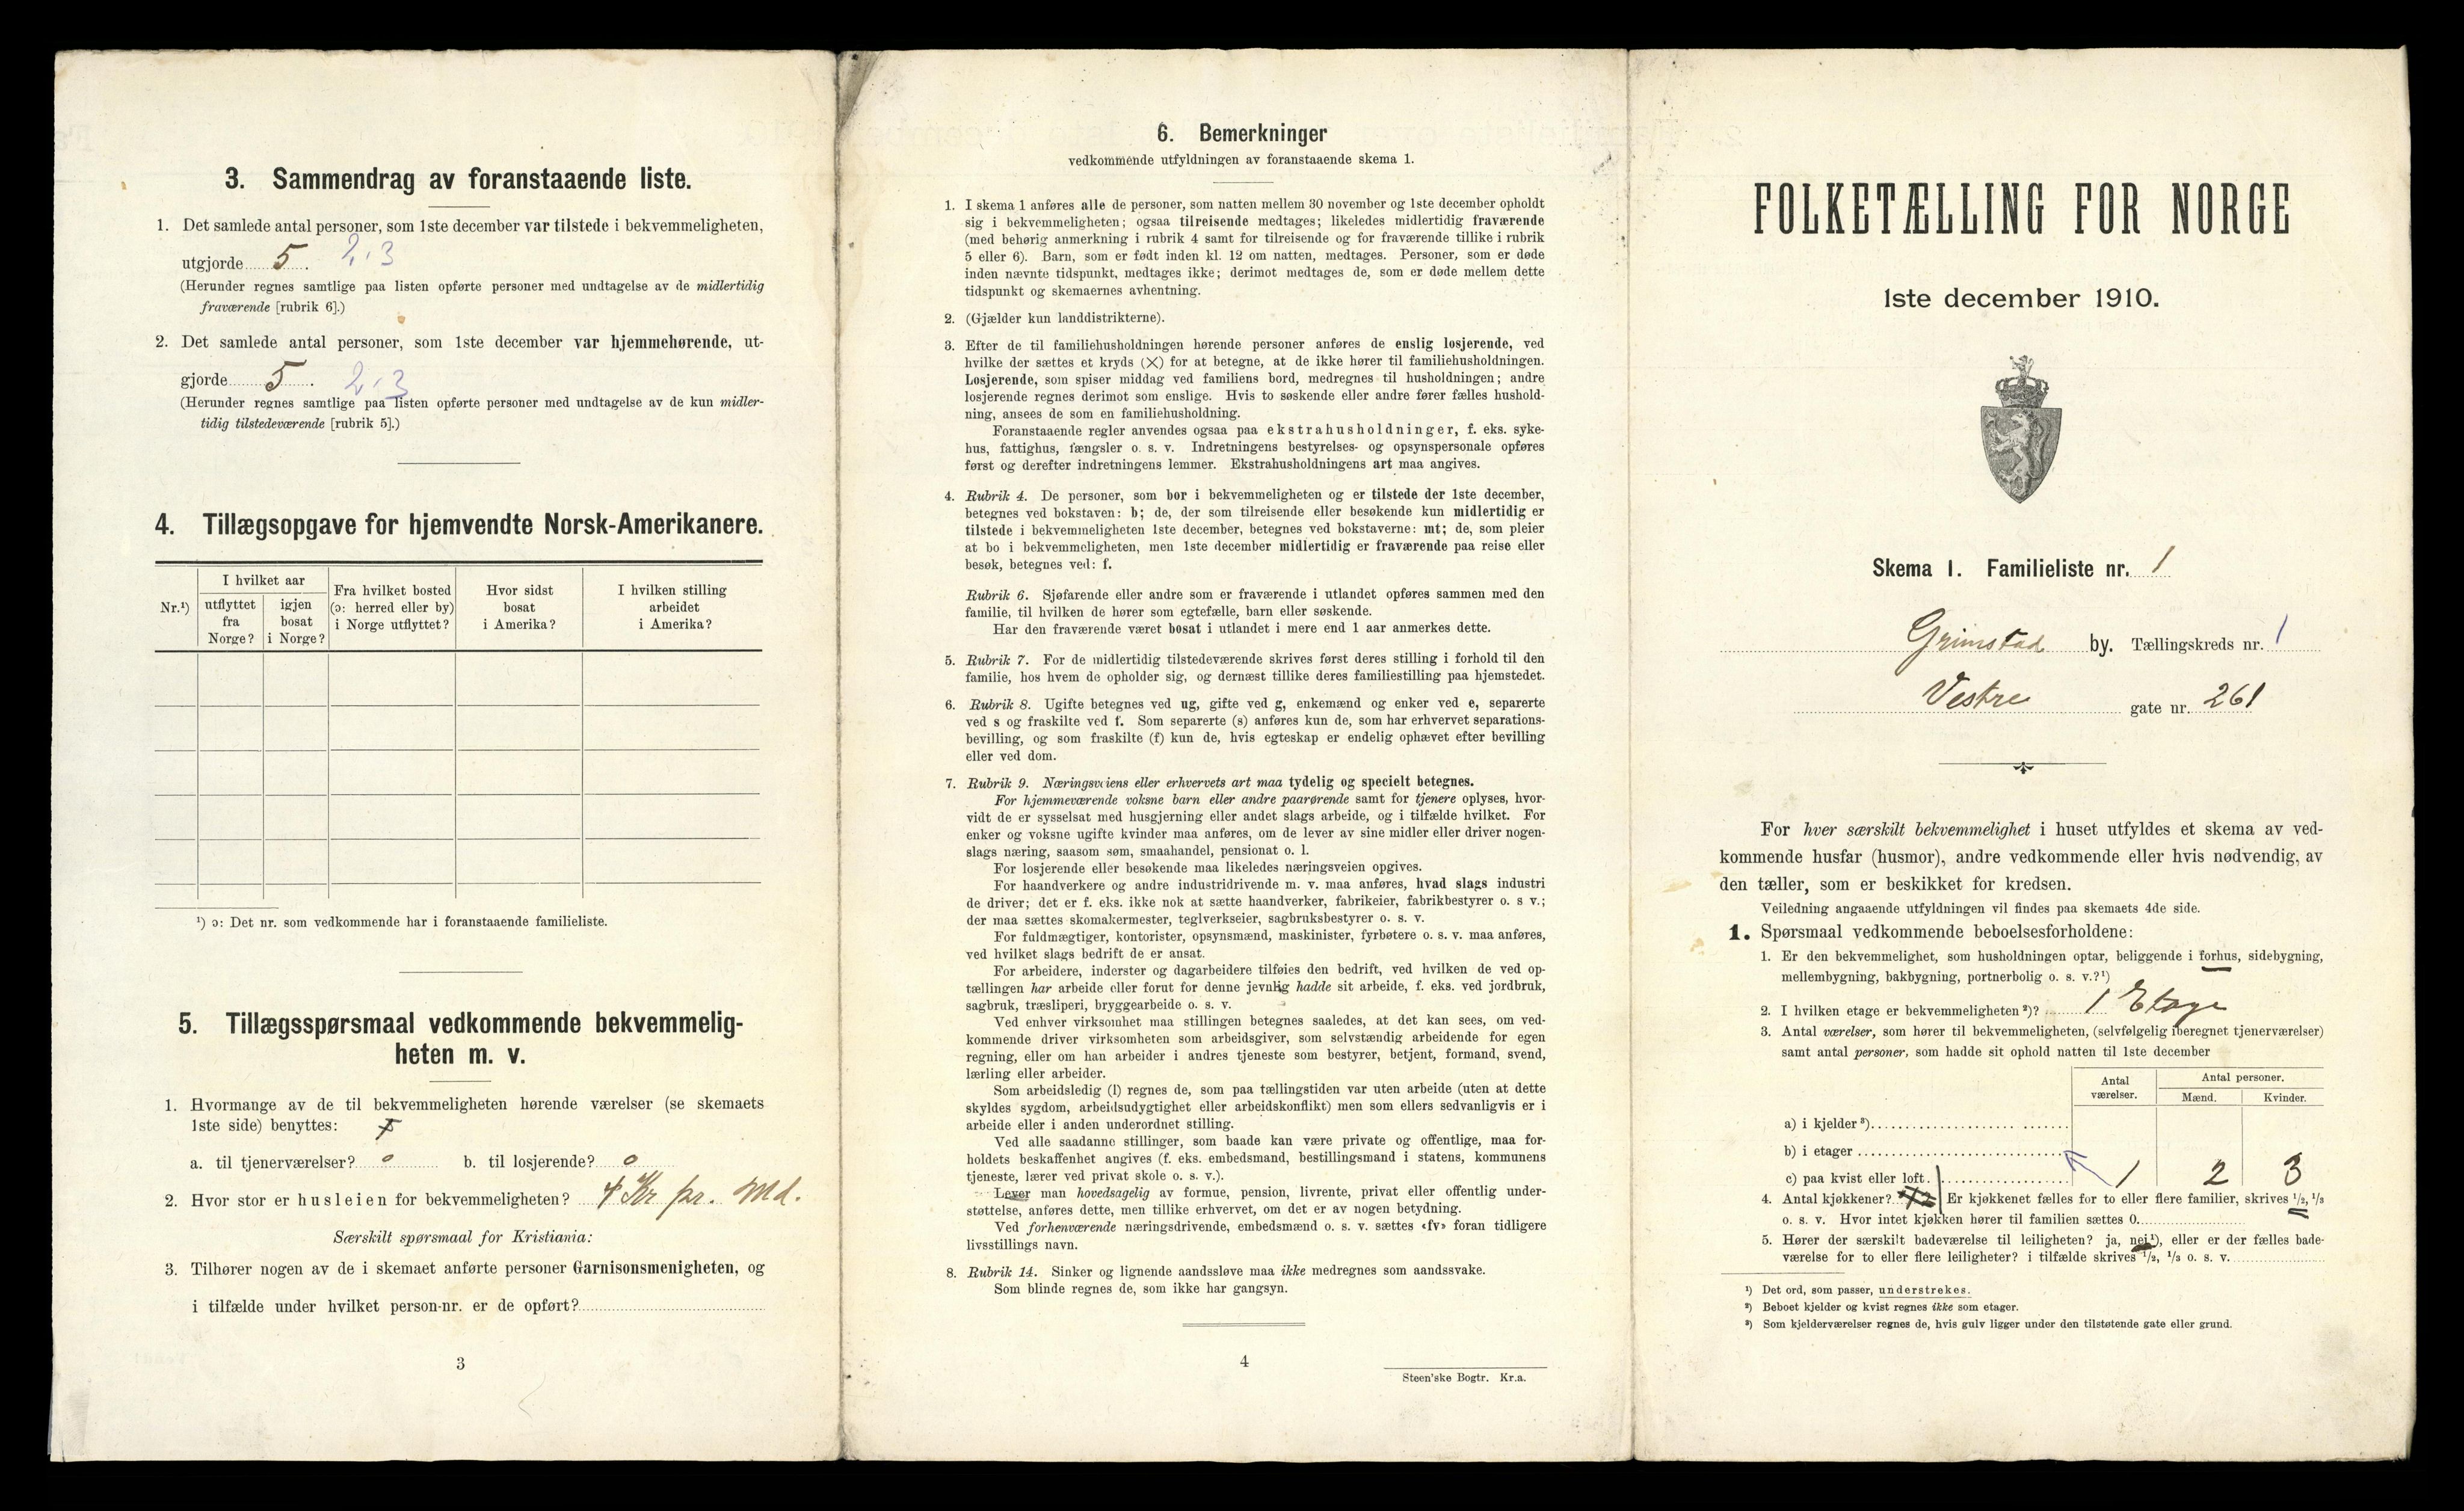 3. Sammendrag av foranstaaende liste.
1. Det samlede antal personer, som 1ste december var tilstede i bekvemmeligheten,
utgjorde 5. 2.3
(Herunder regnes samtlige paa listen opførte personer med undtagelse av de midlertidig
fraværende [rubrik 6].)
2. Det samlede antal personer, som 1ste december var hjemmehørende, ut-
gjorde 5. 2.3
(Herunder regnes samtlige paa listen opførte personer med undtagelse av de kun midler-
tidig tilstedeværende [rubrik 5].)
4. Tillægsopgave for hjemvendte Norsk-Amerikanere.
Nr.¹)
I hvilket aar
utflyttet
fra
Norge?
igjen
bosat
i Norge?
Fra hvilket bosted
(ɔ: herred eller by)
i Norge utflyttet?
Hvor sidst
bosat
i Amerika?
I hvilken stilling
arbeidet
i Amerika?
¹) ɔ: Det nr. som vedkommende har i foranstaaende familieliste.
5. Tillægsspørsmaal vedkommende bekvemmelig-
heten m. v.
1. Hvormange av de til bekvemmeligheten hørende værelser (se skemaets
1ste side) benyttes:
a. til tjenerværelser? 0 b. til losjerende? 0
2. Hvor stor er husleien for bekvemmeligheten? 4 Kr pr. Md.
Særskilt spørsmaal for Kristiania:
3. Tilhører nogen av de i skemaet anførte personer Garnisonsmenigheten, og
i tilfælde under hvilket person-nr. er de opført?
3
6. Bemerkninger
vedkommende utfyldningen av foranstaaende skema 1.
1. I skema 1 anføres alle de personer, som natten mellem 30 november og 1ste december opholdt
sig i bekvemmeligheten; ogsaa tilreisende medtages; likeledes midlertidig fraværende
(med behørig anmerkning i rubrik 4 samt for tilreisende og for fraværende tillike i rubrik
5 eller 6). Barn, som er født inden kl. 12 om natten, medtages. Personer, som er døde
inden nævnte tidspunkt, medtages ikke; derimot medtages de, som er døde mellem dette
tidspunkt og skemaernes avhentning.
2. (Gjælder kun landdistrikterne).
3. Efter de til familiehusholdningen hørende personer anføres de enslig losjerende, ved
hvilke der sættes et kryds (×) for at betegne, at de ikke hører til familiehusholdningen.
Losjerende, som spiser middag ved familiens bord, medregnes til husholdningen; andre
losjerende regnes derimot som enslige. Hvis to søskende eller andre fører fælles hushold-
ning, ansees de som en familiehusholdning.
Foranstaaende regler anvendes ogsaa paa ekstrahusholdninger, f. eks. syke-
hus, fattighus, fængsler o. s. v. Indretningens bestyrelses- og opsynspersonale opføres
først og derefter indretningens lemmer. Ekstrahusholdningens art maa angives.
4. Rubrik 4. De personer, som bor i bekvemmeligheten og er tilstede der 1ste december,
betegnes ved bokstaven: b; de, der som tilreisende eller besøkende kun midlertidig er
tilstede i bekvemmeligheten 1ste december, betegnes ved bokstaverne: mt; de, som pleier
at bo i bekvemmeligheten, men 1ste december midlertidig er fraværende paa reise eller
besøk, betegnes ved: f.
Rubrik 6. Sjøfarende eller andre som er fraværende i utlandet opføres sammen med den
familie, til hvilken de hører som egtefælle, barn eller søskende.
Har den fraværende været bosat i utlandet i mere end 1 aar anmerkes dette.
5. Rubrik 7. For de midlertidig tilstedeværende skrives først deres stilling i forhold til den
familie, hos hvem de opholder sig, og dernæst tillike deres familiestilling paa hjemstedet.
6. Rubrik 8. Ugifte betegnes ved ug, gifte ved g, enkemænd og enker ved e, separerte
ved s og fraskilte ved f. Som separerte (s) anføres kun de, som har erhvervet separations-
bevilling, og som fraskilte (f) kun de, hvis egteskap er endelig ophævet efter bevilling
eller ved dom.
7. Rubrik 9. Næringsveiens eller erhvervets art maa tydelig og specielt betegnes.
For hjemmeværende voksne barn eller andre paarørende samt for tjenere oplyses, hvor-
vidt de er sysselsat med husgjerning eller andet slags arbeide, og i tilfælde hvilket. For
enker og voksne ugifte kvinder maa anføres, om de lever av sine midler eller driver nogen-
slags næring, saasom søm, smaahandel, pensionat o. l.
For losjerende eller besøkende maa likeledes næringsveien opgives.
For haandverkere og andre industridrivende m. v. maa anføres, hvad slags industri
de driver; det er f. eks. ikke nok at sætte haandverker, fabrikeier, fabrikbestyrer o. s v.;
der maa sættes skomakermester, teglverkseier, sagbruksbestyrer o. s. v.
For fuldmægtiger, kontorister, opsynsmænd, maskinister, fyrbøtere o. s. v. maa anføres,
ved hvilket slags bedrift de er ansat.
For arbeidere, inderster og dagarbeidere tilføies den bedrift, ved hvilken de ved op-
tællingen har arbeide eller forut for denne jevnlig hadde sit arbeide, f. eks. ved jordbruk,
sagbruk, træsliperi, bryggearbeide o. s. v.
Ved enhver virksomhet maa stillingen betegnes saaledes, at det kan sees, om ved-
kommende driver virksomheten som arbeidsgiver, som selvstændig arbeidende for egen
regning, eller om han arbeider i andres tjeneste som bestyrer, betjent, formand, svend,
lærling eller arbeider.
Som arbeidsledig (l) regnes de, som paa tællingstiden var uten arbeide (uten at dette
skyldes sygdom, arbeidsudygtighet eller arbeidskonflikt) men som ellers sedvanligvis er i
arbeide eller i anden underordnet stilling.
Ved alle saadanne stillinger, som baade kan være private og offentlige, maa for-
holdets beskaffenhet angives (f. eks. embedsmand, bestillingsmand i statens, kommunens
tjeneste, lærer ved privat skole o. s. v.).
Lever man hovedsagelig av formue, pension, livrente, privat eller offentlig under-
støttelse, anføres dette, men tillike erhvervet, om det er av nogen betydning.
Ved forhenværende næringsdrivende, embedsmænd o. s. v. sættes «fv» foran tidligere
livsstillings navn.
8. Rubrik 14. Sinker og lignende aandssløve maa ikke medregnes som aandssvake.
Som blinde regnes de, som ikke har gangsyn.
4
Steen'ske Bogtr. Kr.a.
FOLKETÆLLING FOR NORGE
1ste december 1910.
Skema 1. Familieliste nr. 1
Grimstad by. Tællingskreds nr. 1
Vestre gate nr. 261
For hver særskilt bekvemmelighet i huset utfyldes et skema av ved-
kommende husfar (husmor), andre vedkommende eller hvis nødvendig, av
den tæller, som er beskikket for kredsen.
Veiledning angaaende utfyldningen vil findes paa skemaets 4de side.
1. Spørsmaal vedkommende beboelsesforholdene:
1. Er den bekvemmelighet, som husholdningen optar, beliggende i forhus, sidebygning,
mellembygning, bakbygning, portnerbolig o. s. v.?¹)
2. I hvilken etage er bekvemmeligheten²)? 1 Etage
3. Antal værelser, som hører til bekvemmeligheten, (selvfølgelig iberegnet tjenerværelser)
samt antal personer, som hadde sit ophold natten til 1ste december
Antal
værelser.
Antal personer.
Mænd. Kvinder.
a) i kjelder³)
b) i etager
c) paa kvist eller loft. 1 2 3
4. Antal kjøkkener? Er kjøkkenet fælles for to eller flere familier, skrives ½, ⅓
o. s. v. Hvor intet kjøkken hører til familien sættes 0.
5. Hører der særskilt badeværelse til leiligheten? ja, nei¹), eller er der fælles bade-
værelse for to eller flere leiligheter? i tilfælde skrives ½, ⅓ o. s. v.
¹) Det ord, som passer, understrekes.
²) Beboet kjelder og kvist regnes ikke som etager.
³) Som kjelderværelser regnes de, hvis gulv ligger under den tilstøtende gate eller grund.